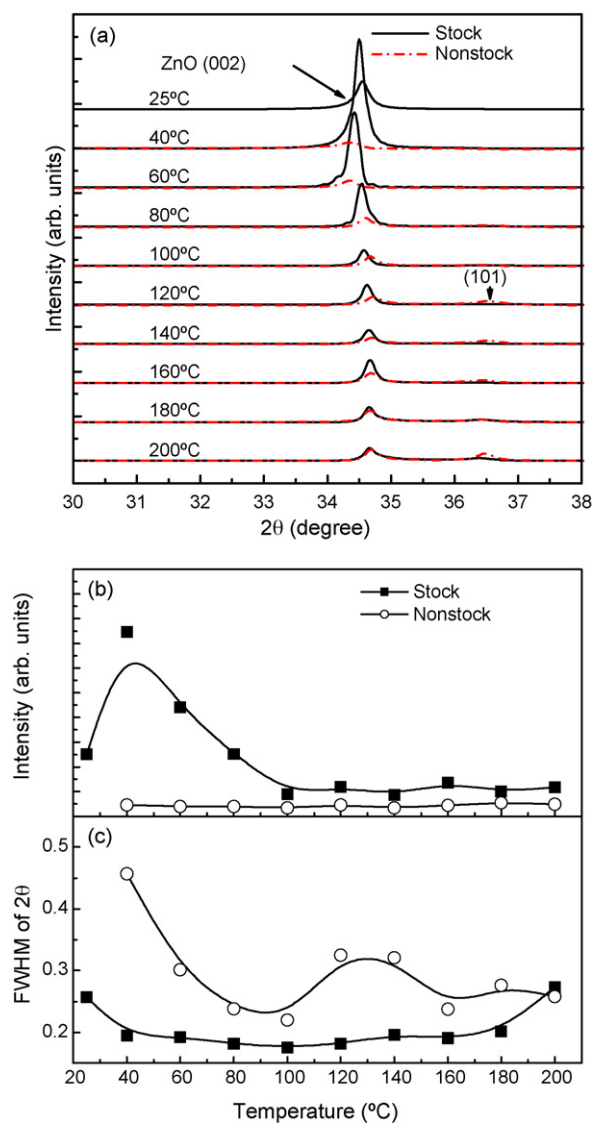 (a)
Stock
Nonstock
ZnO (002)
25ºC
40ºC
60ºC
80ºC
100ºC
120ºC
(101)
140ºC
160ºC
180ºC
200ºC
Intensity (arb. units)
30 31 32 33 34 35 36 37 38
2θ (degree)
(b)
Stock
Nonstock
Intensity (arb. units)
(c)
0.5
0.4
0.3
0.2
FWHM of 2θ
20 40 60 80 100 120 140 160 180 200
Temperature (ºC)